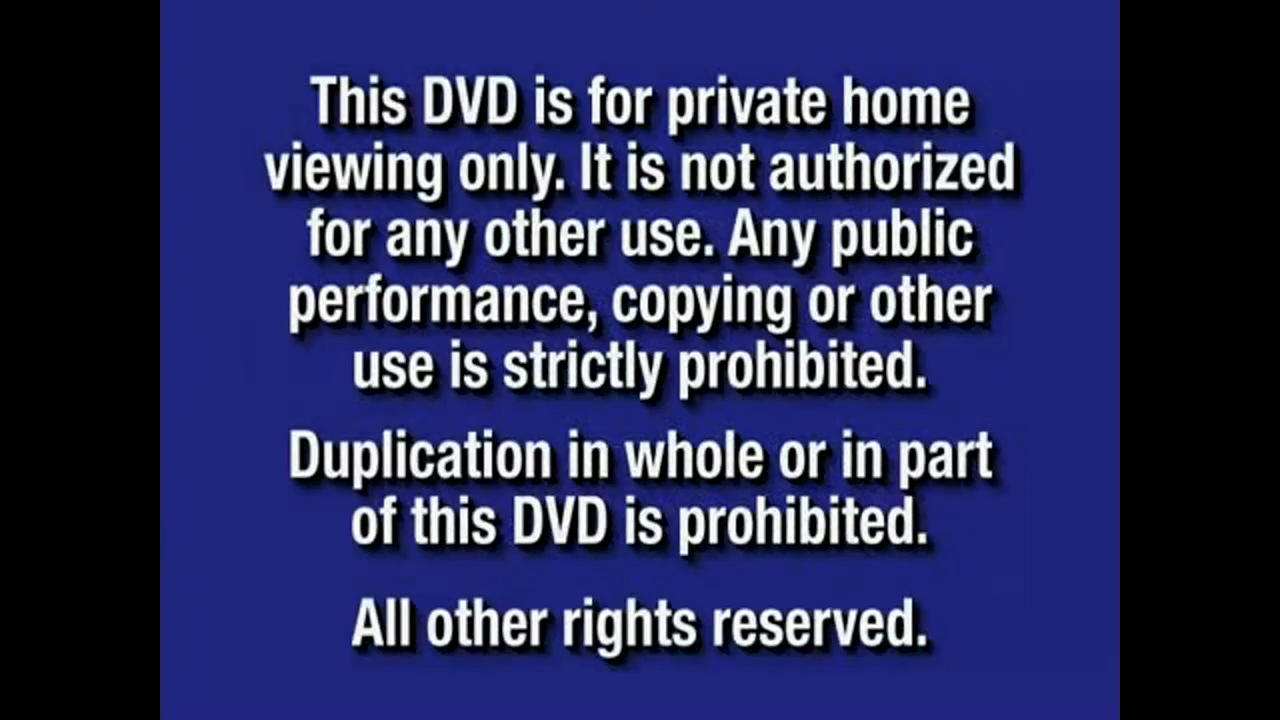 This DVD is for private home
viewing only. It is not authorized
for any other use. Any public
performance, copying or other
use is strictly prohibited.
Duplication in whole or in part
of this DVD is prohibited.
All other rights reserved.